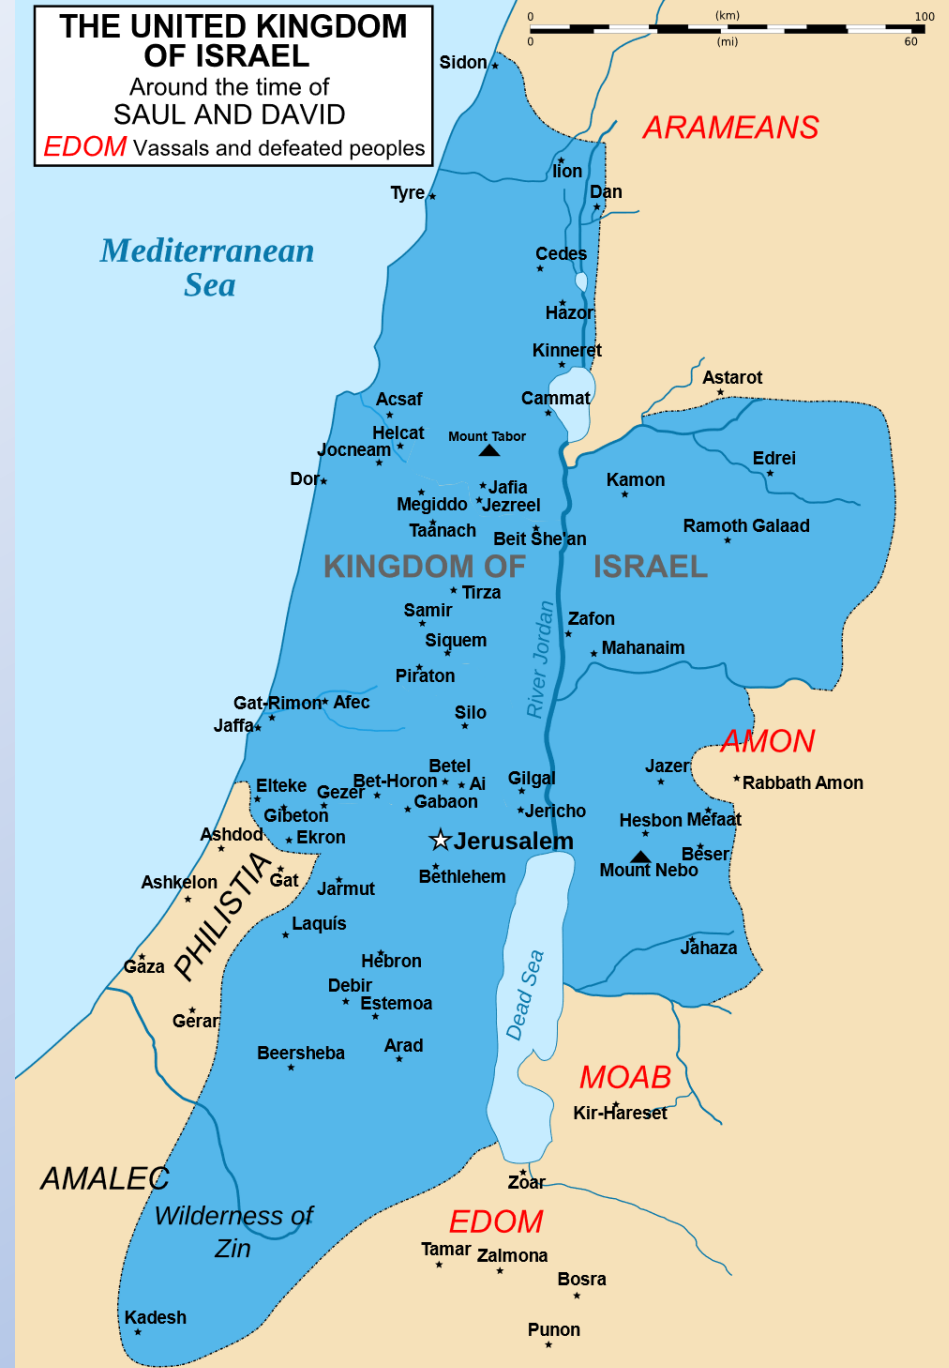 THE UNITED KINGDOM
OF ISRAEL
Around the time of
SAUL AND DAVID
EDOM Vassals and defeated peoples
0 (km) 100
0 (mi) 60
Sidon
ARAMEANS
Iion
Tyre
Dan
Mediterranean
Sea
Cedes
Hazor
Kinneret
Astarot
Acsaf
Cammat
Helcat
Mount Tabor
Jocneam
Edrei
Dor
Kamon
Jafia
Megiddo
Jezreel
Taanach
Beit She'an
Ramoth Galaad
KINGDOM OF ISRAEL
Tirza
Samir
Zafon
Siquem
Mahanaim
River Jordan
Piraton
Gat-Rimon
Afec
Silo
Jaffa
AMON
Betel
Jazer
Bet-Horon
Ai
Gilgal
Rabbath Amon
Elteke
Gezer
Gabaon
Gibeton
Jericho
Hesbon
Mefaat
Ashdod
Ekron
Jerusalem
Beser
Mount Nebo
Bethlehem
Ashkelon
Gat
Jarmut
PHILISTIA
Laquís
Jahaza
Hebron
Gaza
Debir
Dead Sea
Estemoa
Gerar
Arad
Beersheba
MOAB
Kir-Hareset
AMALEC
Zoar
Wilderness of
Zin
EDOM
Tamar
Zalmona
Bosra
Kadesh
Punon